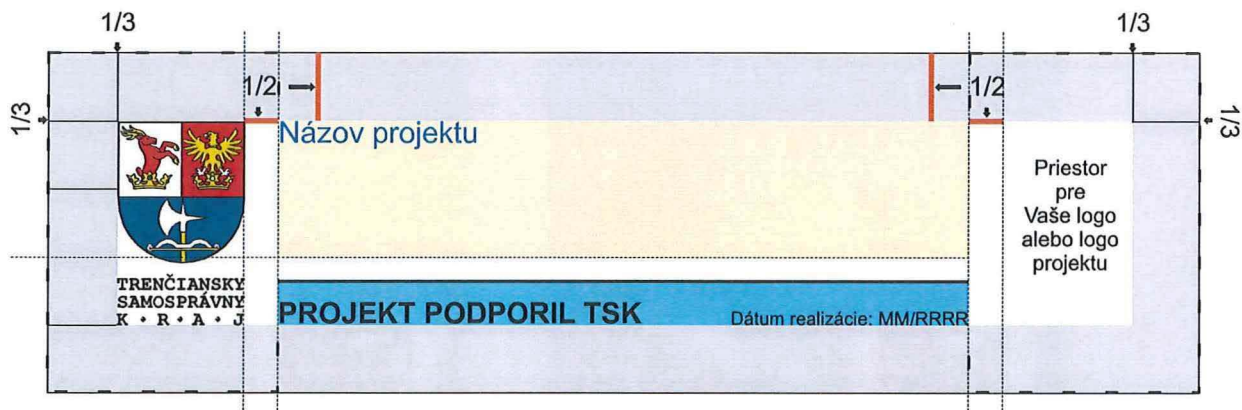 1/3
1/3
1/2
1/2
1/3
1/3
Názov projektu
Priestor
pre
Vaše logo
alebo logo
projektu
TRENČIANSKY
SAMOSPRÁVNY
K · R · A · J
PROJEKT PODPORIL TSK
Dátum realizácie: MM/RRRR